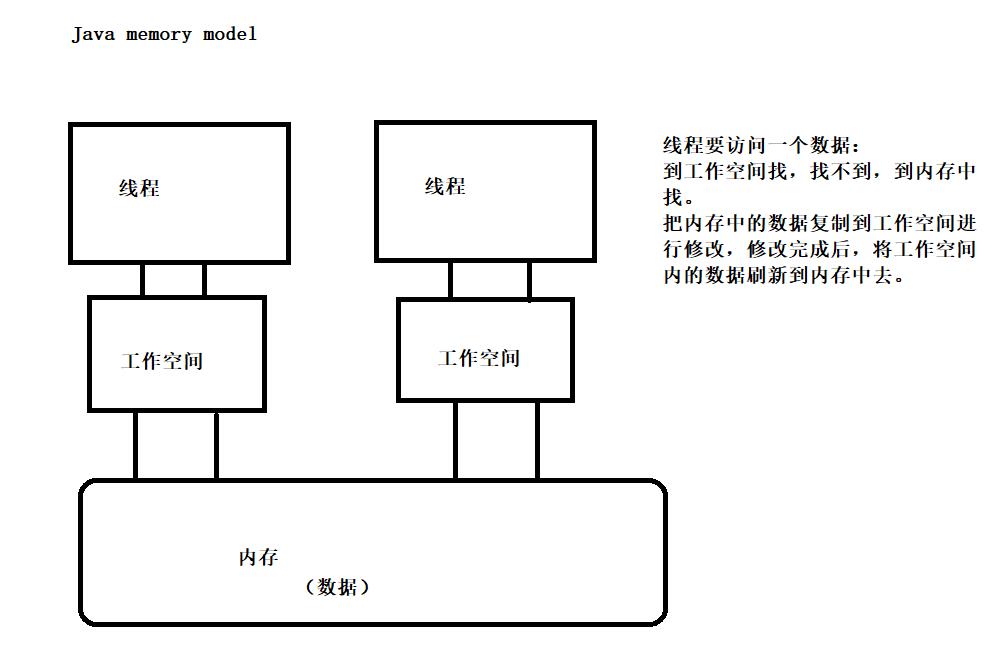 Java memory model
线程
线程
线程要访问一个数据：
到工作空间找，找不到，到内存中
找。
把内存中的数据复制到工作空间进
行修改，修改完成后，将工作空间
内的数据刷新到内存中去。
工作空间
工作空间
内存
（数据）